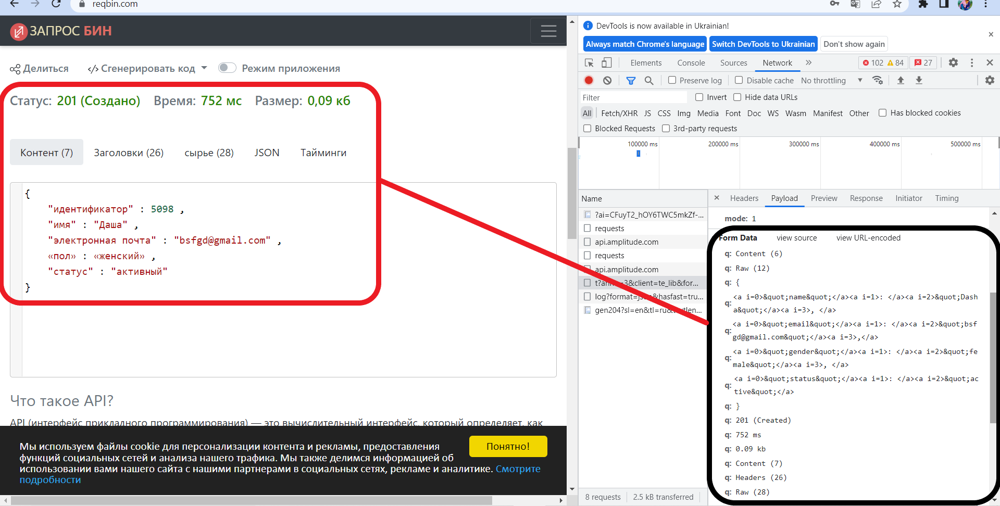 reqbin.com
ЗАПРОС БИН
Делиться
</> Сгенерировать код
Режим приложения
Статус: 201 (Создано) Время: 752 мс Размер: 0,09 кб
Контент (7) Заголовки (26) сырье (28) JSON Тайминги
{
"идентификатор" : 5098 ,
"имя" : "Даша" ,
"электронная почта" : "bsfgd@gmail.com" ,
«пол» : «женский» ,
"статус" : "активный"
}
Что такое API?
API (интерфейс прикладного программирования) — это вычислительный интерфейс, который определяет, как
Мы используем файлы cookie для персонализации контента и рекламы, предоставления
функций социальных сетей и анализа нашего трафика. Мы также делимся информацией об
использовании вами нашего сайта с нашими партнерами в социальных сетях, рекламе и аналитике. Смотрите
подробности
Понятно!
DevTools is now available in Ukrainian!
Always match Chrome's language Switch DevTools to Ukrainian Don't show again
Elements Console Sources Network 102 84 27
Preserve log Disable cache No throttling
Filter Invert Hide data URLs
All Fetch/XHR JS CSS Img Media Font Doc WS Wasm Manifest Other Has blocked cookies
Blocked Requests 3rd-party requests
100000 ms 200000 ms 300000 ms 400000 ms 500000 ms
Name
?ai=CFuyT2_hOY6TWC5mkZf-...
requests
api.amplitude.com
requests
api.amplitude.com
-3&client=te_lib&for...
log?format=json&hasfast=tru...
gen204?sl=en&tl=ru&
8 requests 2.5 kB transferred
Headers Payload Preview Response Initiator Timing
mode: 1
Form Data view source view URL-encoded
q: Content (6)
q: Raw (12)
q: {
q: <a i=0>&quot;name&quot;</a><a i=1>: </a><a i=2>&quot;Dash
a&quot;</a><a i=3>, </a>
q: <a i=0>&quot;email&quot;</a><a i=1>: </a><a i=2>&quot;bsf
gd@gmail.com&quot;</a><a i=3>,</a>
q: <a i=0>&quot;gender&quot;</a><a i=1>: </a><a i=2>&quot;fe
male&quot;</a><a i=3>, </a>
q: <a i=0>&quot;status&quot;</a><a i=1>: </a><a i=2>&quot;ac
tive&quot;</a>
q: }
q: 201 (Created)
q: 752 ms
q: 0.09 kb
q: Content (7)
q: Headers (26)
q: Raw (28)